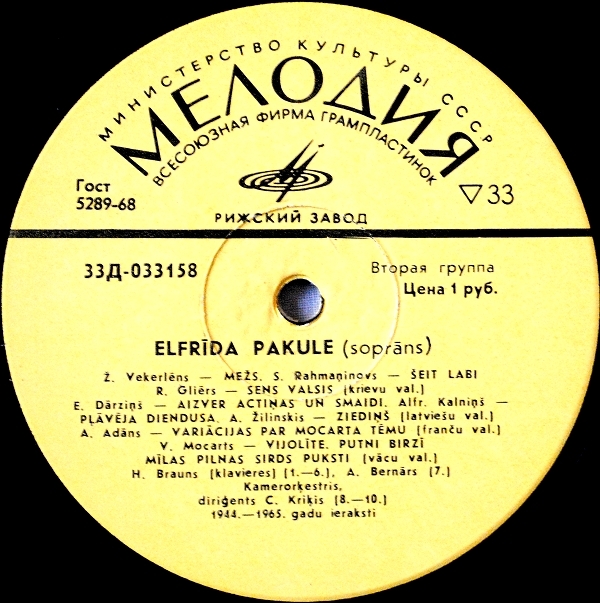 МИНИСТЕРСТВО КУЛЬТУРЫ СССР
МЕЛОДИЯ
ВСЕСОЮЗНАЯ ФИРМА ГРАМПЛАСТИНОК
Гост
5289-68
▽33
РИЖСКИЙ ЗАВОД
33Д-033158
Вторая группа
Цена 1 руб.
ELFRĪDA PAKULE (soprāns)
Ž. Vekerlēns — MEŽS. S. Rahmaņinovs — ŠEIT LABI
R. Gliērs — SENS VALSIS (krievu val.)
E. Dārziņš — AIZVER ACTIŅAS UN SMAIDI. Alfr. Kalniņš —
PĻĀVĒJA DIENDUSA. A. Žilinskis — ZIEDIŅŠ (latviešu val.)
A. Adāns — VARIĀCIJAS PAR MOCARTA TĒMU (franču val.)
V. Mocarts — VIJOLĪTE. PUTNI BIRZĪ
MĪLAS PILNAS SIRDS PUKSTI (vācu val.)
H. Brauns (klavieres) (1.—6.), A. Bernārs (7.)
Kamerorķestris,
diriģents C. Kriķis (8.—10.)
1944.—1965. gadu ieraksti